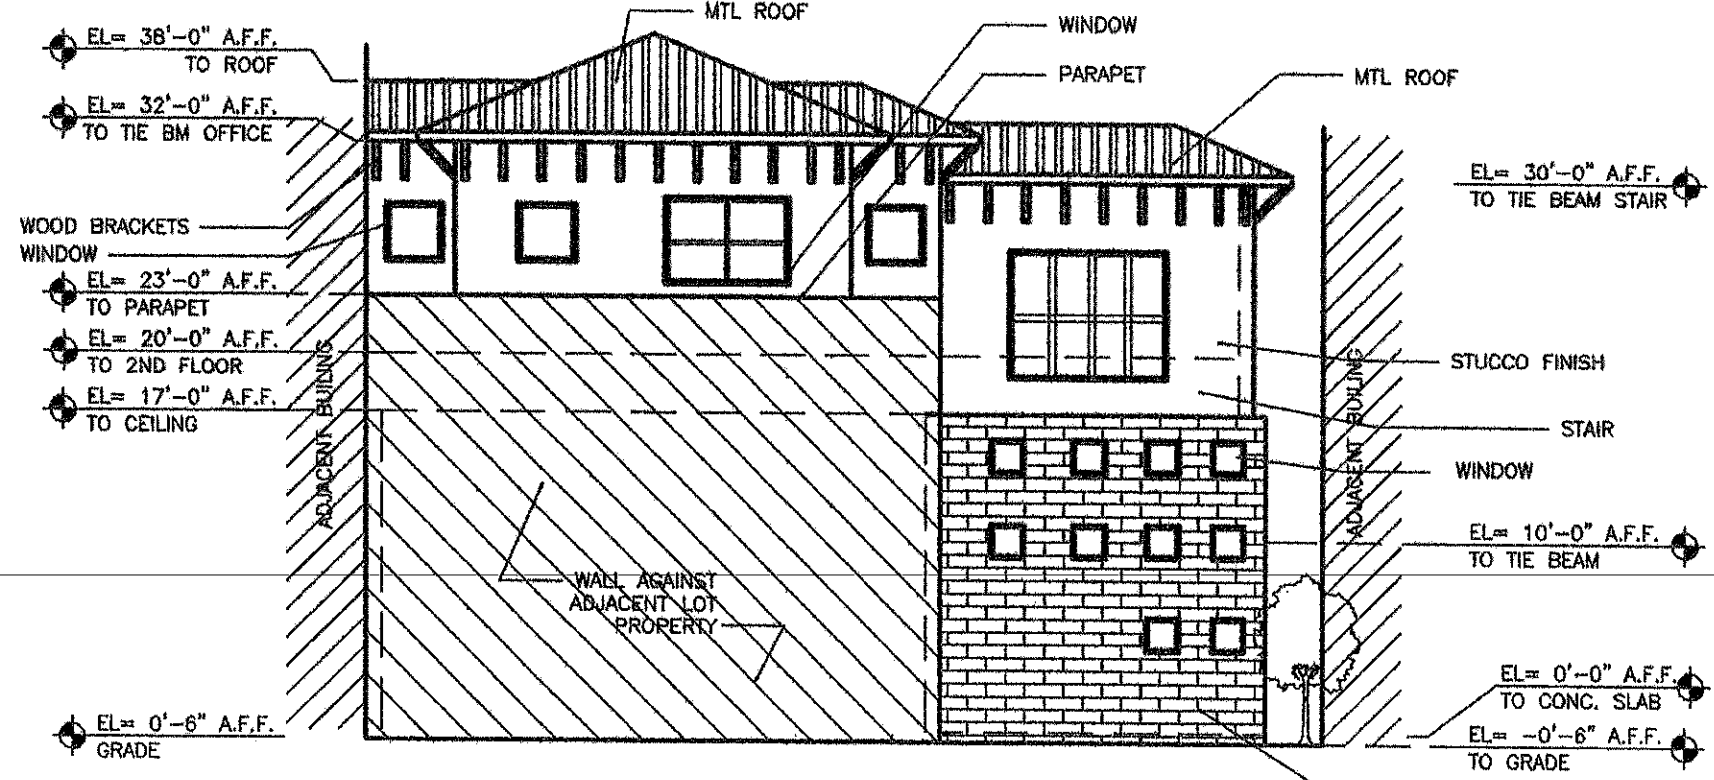 MTL ROOF
WINDOW
PARAPET
MTL ROOF
EL= 38'-0" A.F.F.
TO ROOF
EL= 32'-0" A.F.F.
TO TIE BM OFFICE
WOOD BRACKETS
WINDOW
EL= 23'-0" A.F.F.
TO PARAPET
EL= 20'-0" A.F.F.
TO 2ND FLOOR
EL= 17'-0" A.F.F.
TO CEILING
ADJACENT BUILING
WALL AGAINST
ADJACENT LOT
PROPERTY
EL= 0'-6" A.F.F.
GRADE
EL= 30'-0" A.F.F.
TO TIE BEAM STAIR
STUCCO FINISH
STAIR
WINDOW
ADJACENT BUILING
EL= 10'-0" A.F.F.
TO TIE BEAM
EL= 0'-0" A.F.F.
TO CONC. SLAB
EL= -0'-6" A.F.F.
TO GRADE